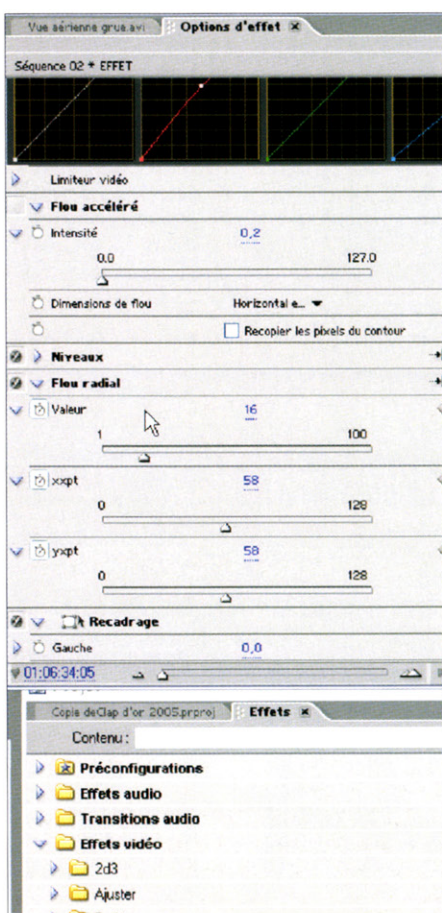 Vue aérienne grue.avi Options d'effet
Séquence 02 * EFFET
Limiteur vidéo
Flou accéléré
Intensité 0,2
0.0 127.0
Dimensions de flou Horizontal e...
Recopier les pixels du contour
Niveaux
Flou radial
Valeur 16
1 100
xxpt 58
0 128
yxpt 58
0 128
Recadrage
Gauche 0,0
01:06:34:05
Copie deClap d'or 2005.prproj Effets
Contenu :
Préconfigurations
Effets audio
Transitions audio
Effets vidéo
2d3
Ajuster